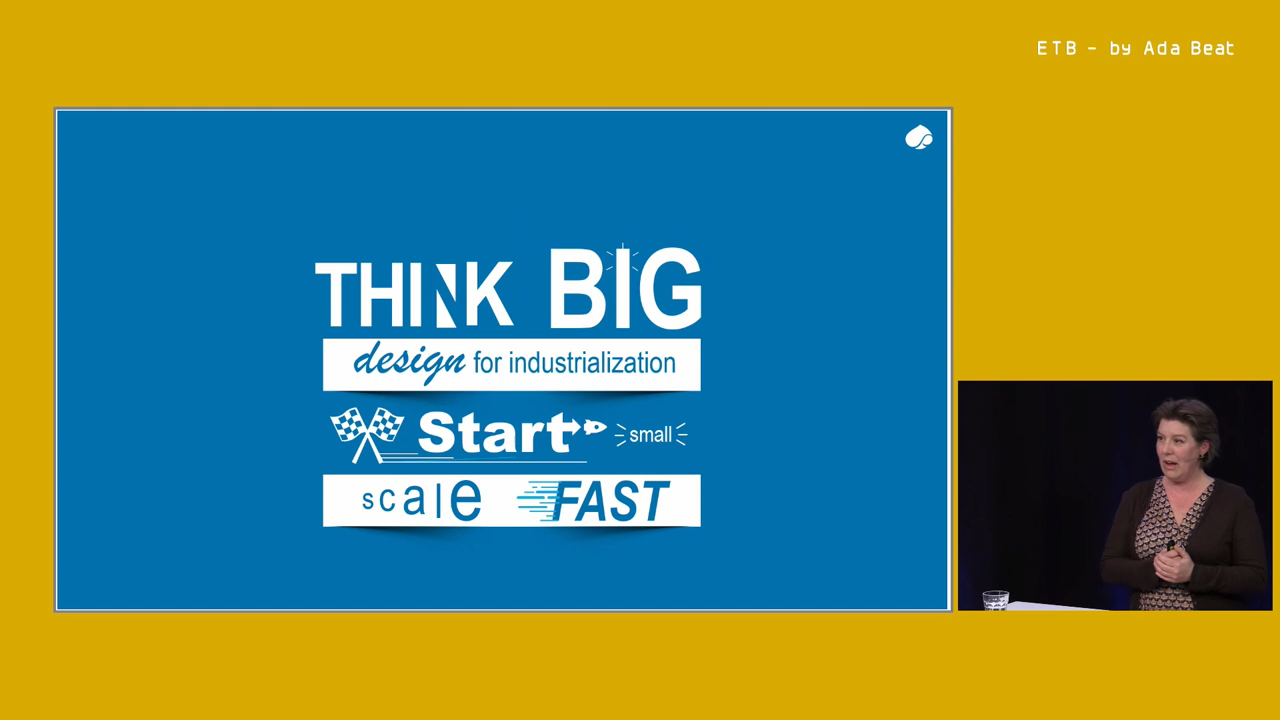 ETB - by Ada Beat
THINK BIG
design for industrialization
Start small
scale FAST